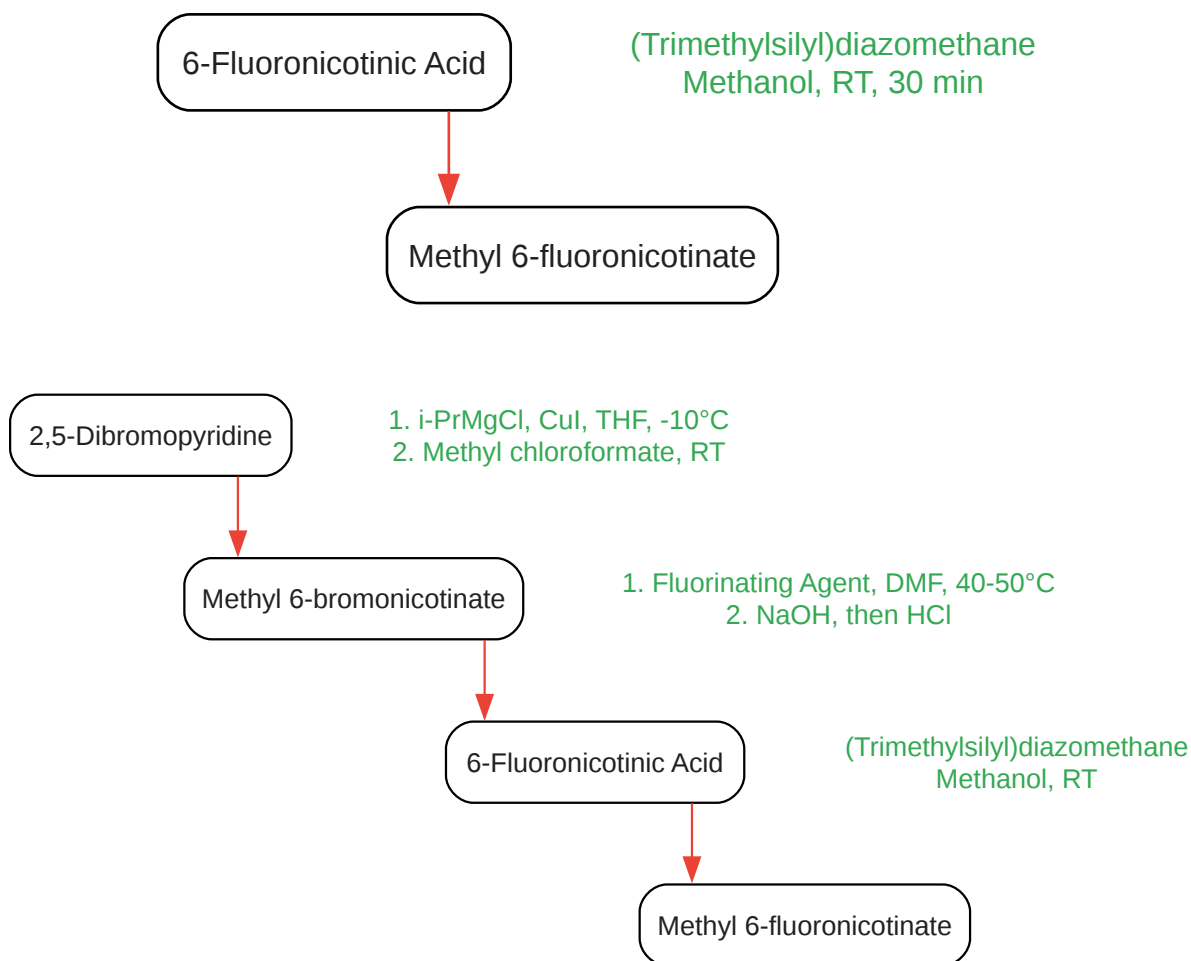 6-Fluoronicotinic Acid
(Trimethylsilyl)diazomethane
Methanol, RT, 30 min
Methyl 6-fluoronicotinate
2,5-Dibromopyridine
1. i-PrMgCl, CuI, THF, -10°C
2. Methyl chloroformate, RT
Methyl 6-bromonicotinate
1. Fluorinating Agent, DMF, 40-50°C
2. NaOH, then HCl
6-Fluoronicotinic Acid
(Trimethylsilyl)diazomethane
Methanol, RT
Methyl 6-fluoronicotinate